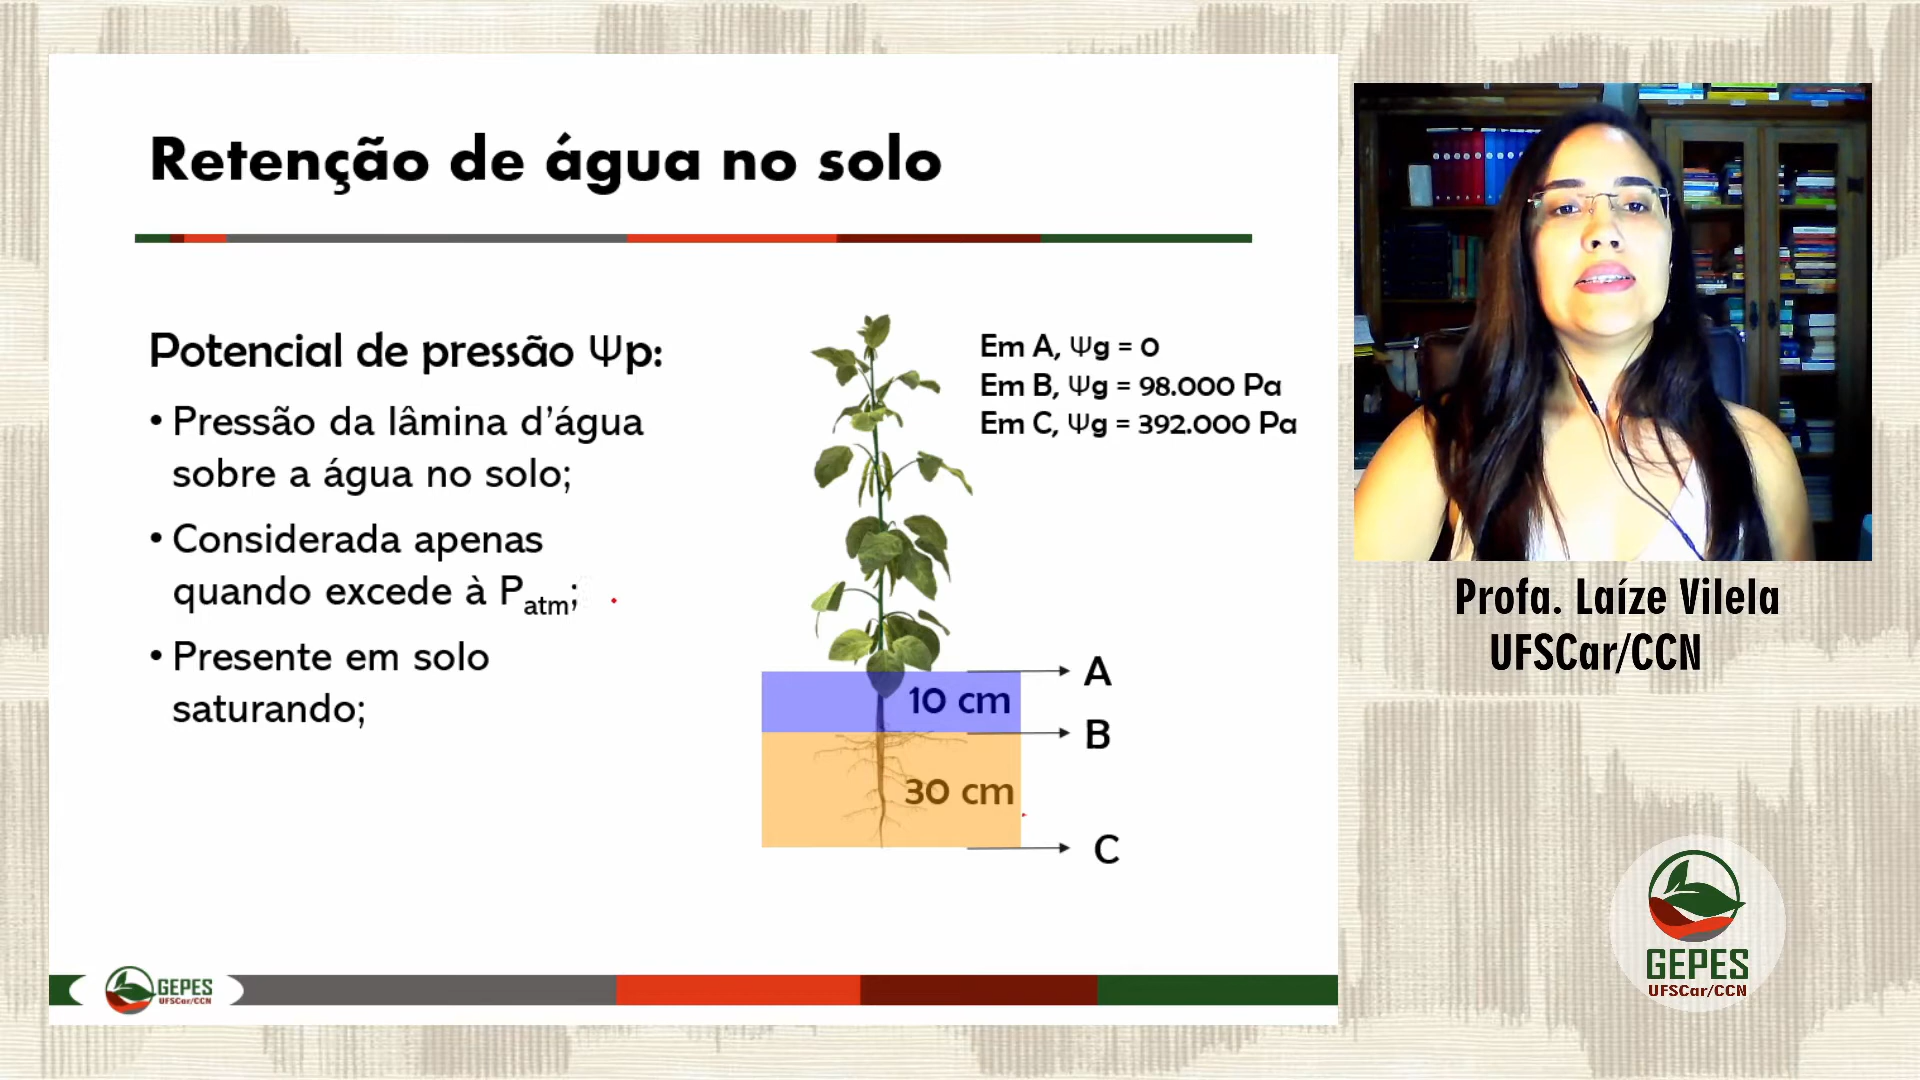 Retenção de água no solo
Potencial de pressão Ψp:
• Pressão da lâmina d’água
sobre a água no solo;
• Considerada apenas
quando excede à Patm;
• Presente em solo
saturando;
Em A, Ψg = 0
Em B, Ψg = 98.000 Pa
Em C, Ψg = 392.000 Pa
A
10 cm
B
30 cm
C
GEPES
UFSCar/CCN
Profa. Laíze Vilela
UFSCar/CCN
GEPES
UFSCar/CCN